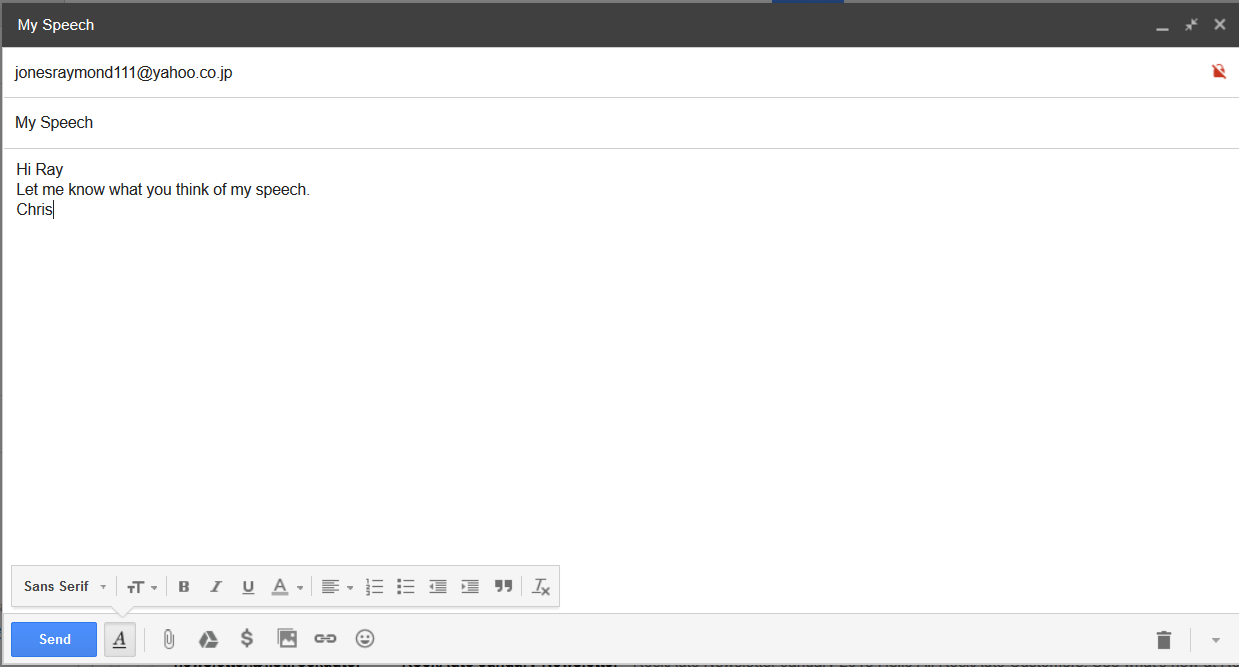 My Speech
jonesraymond111@yahoo.co.jp
My Speech
Hi Ray
Let me know what you think of my speech.
Chris
Sans Serif
Send